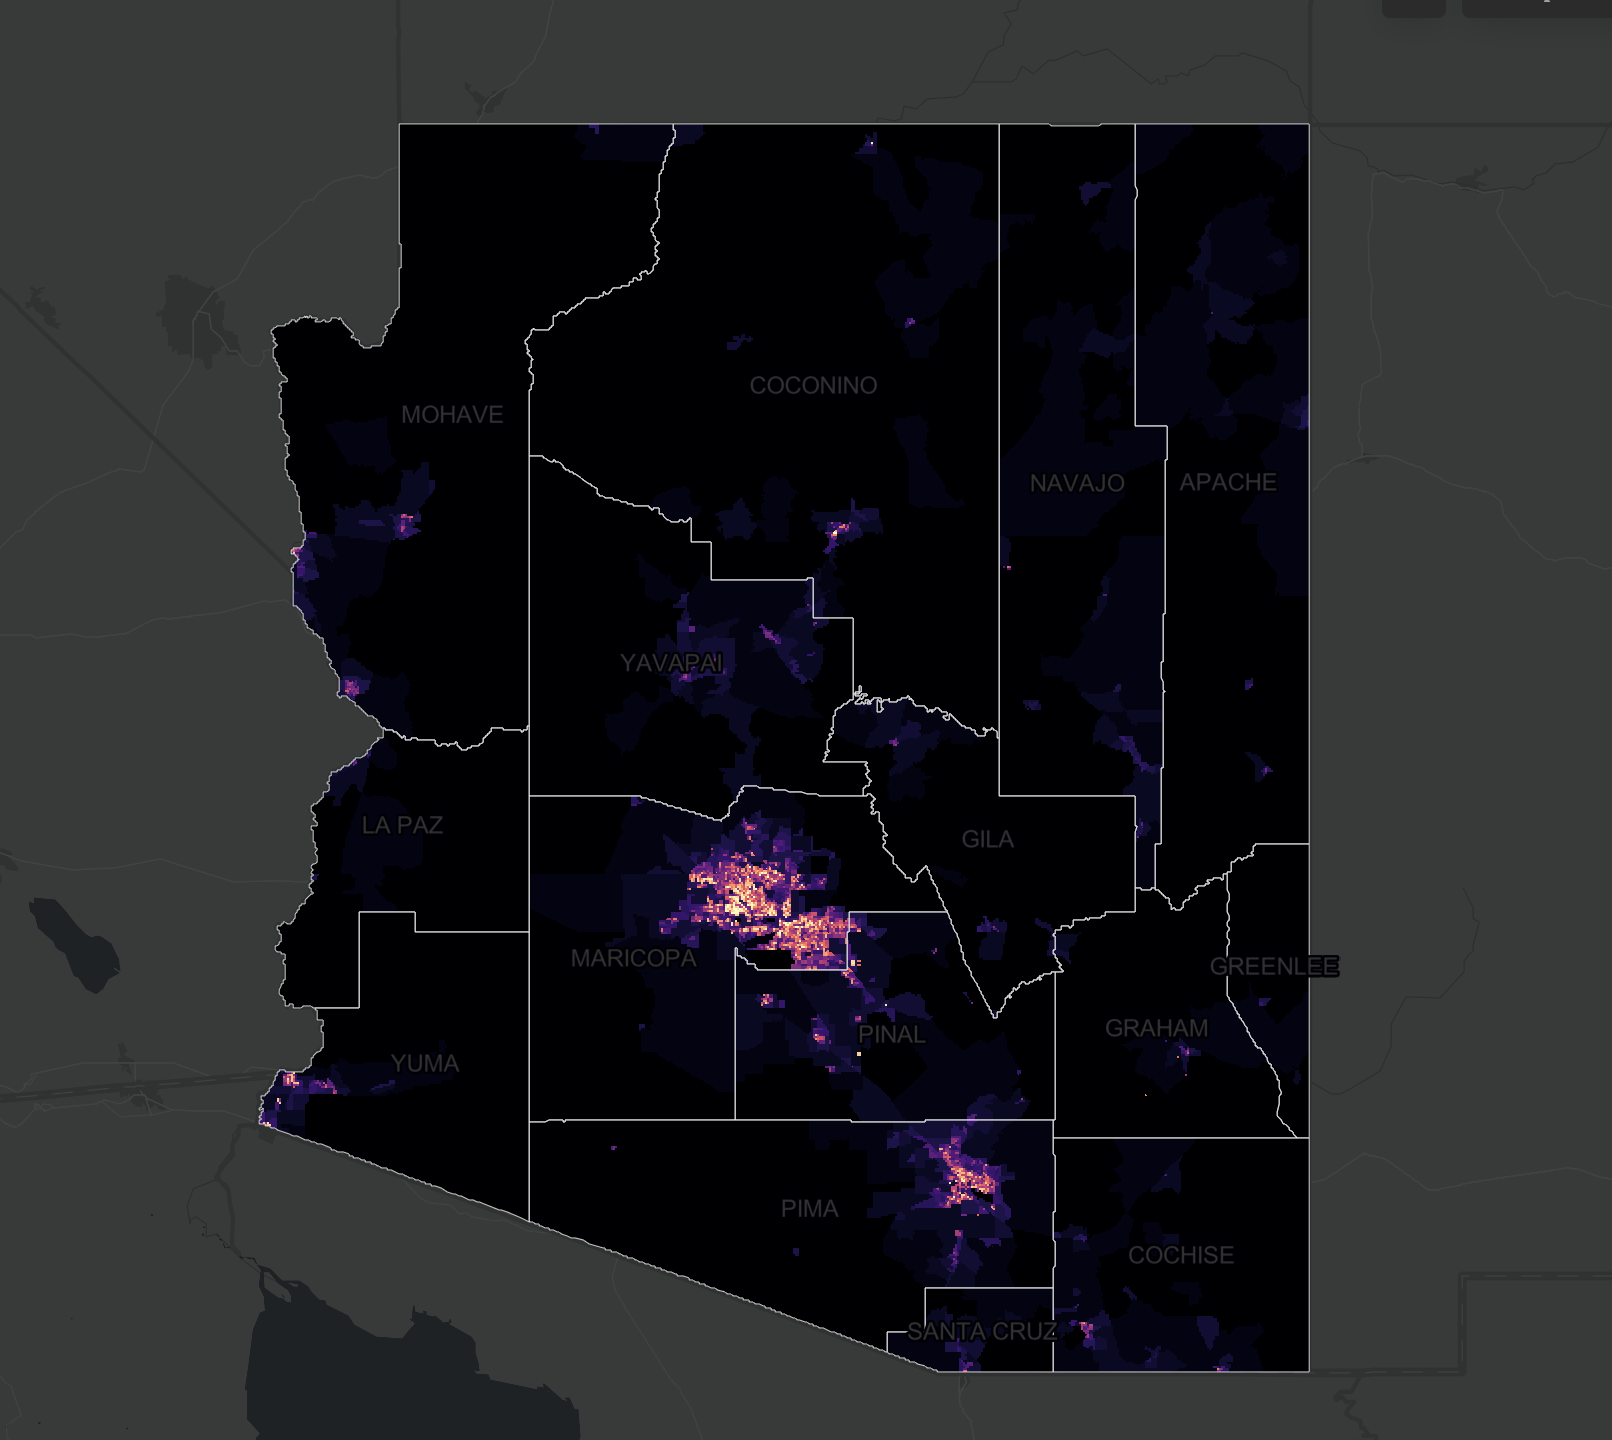 COCONINO
MOHAVE
NAVAJO
APACHE
YAVAPAI
LA PAZ
GILA
MARICOPA
GREENLEE
GRAHAM
PINAL
YUMA
PIMA
COCHISE
SANTA CRUZ